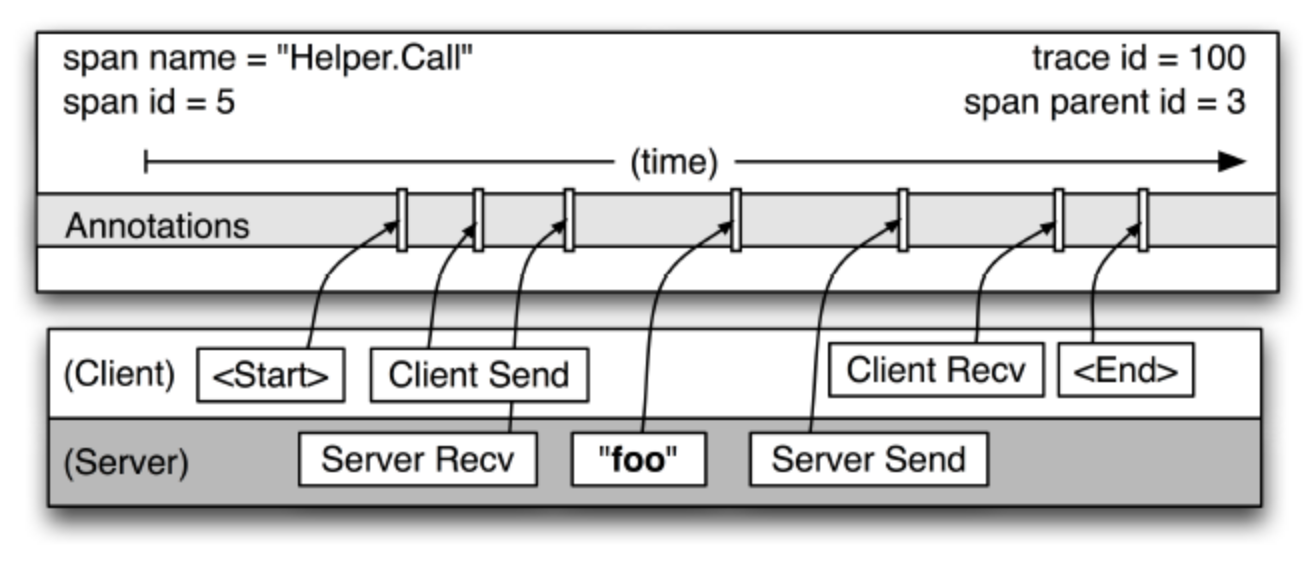 span name = "Helper.Call"
trace id = 100
span id = 5
span parent id = 3
(time)
Annotations
(Client) <Start> Client Send Client Recv <End>
(Server) Server Recv "foo" Server Send